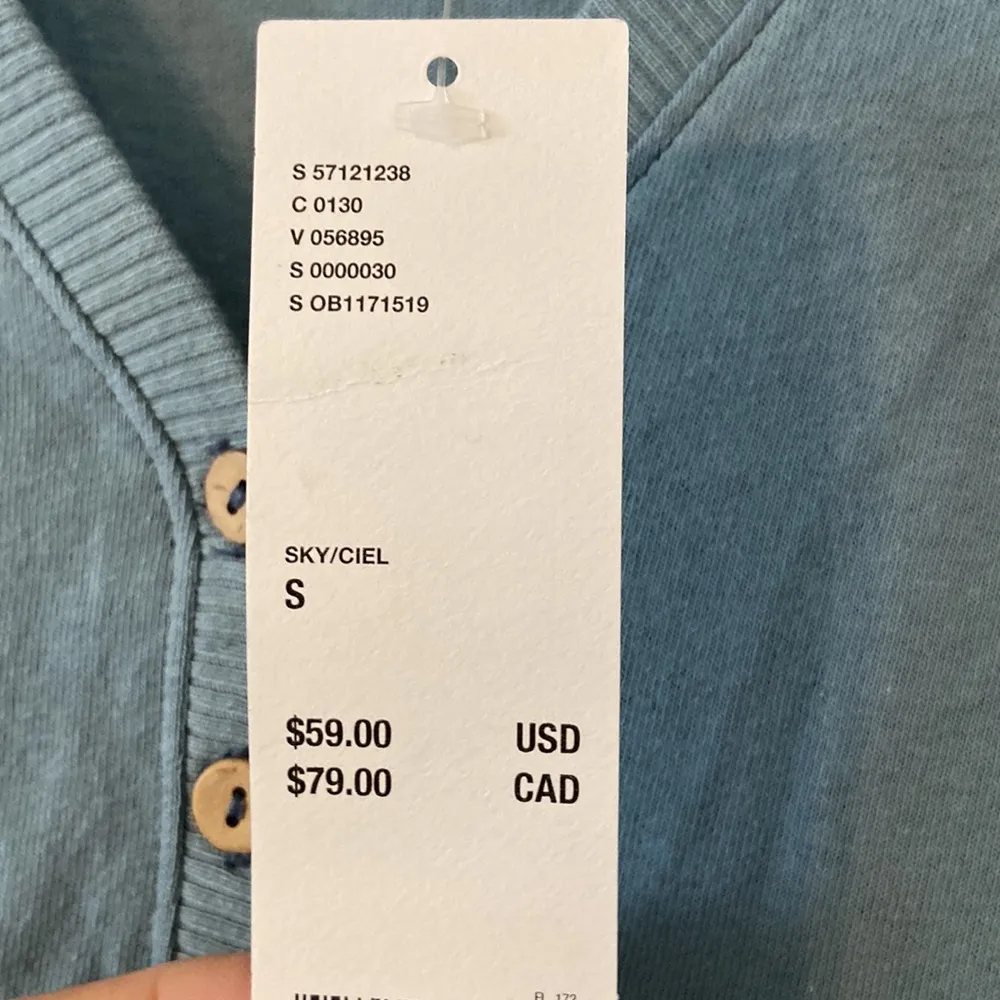 S 57121238
C 0130
V 056895
S 0000030
S OB1171519
SKY/CIEL
S
$59.00 USD
$79.00 CAD